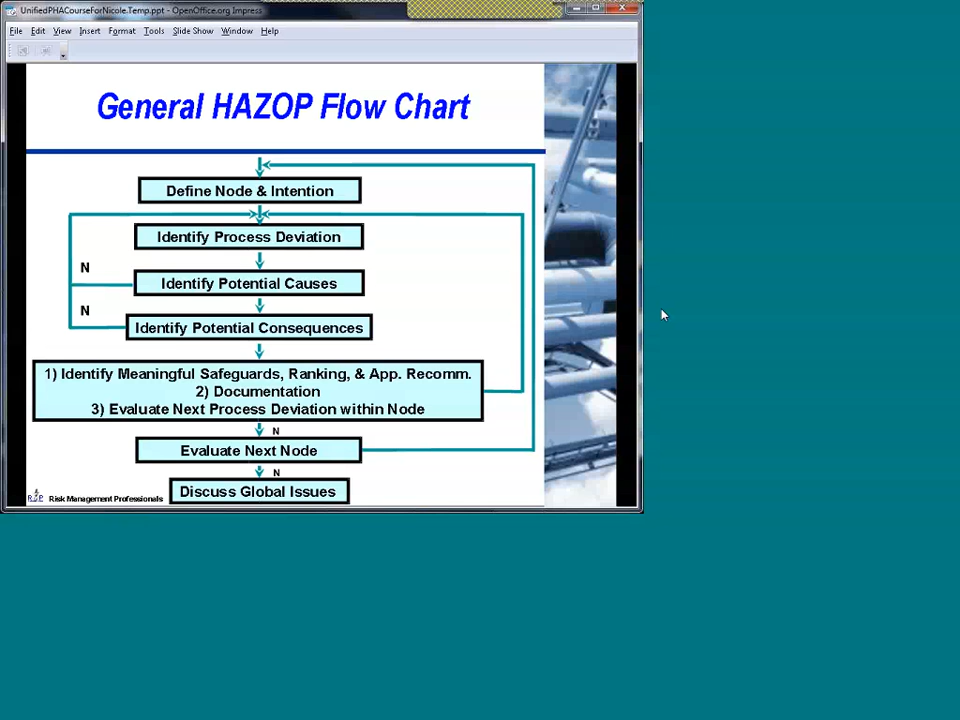 UnifiedPHACourseForNicole.Temp.ppt - OpenOffice.org Impress
File Edit View Insert Format Tools Slide Show Window Help
General HAZOP Flow Chart
Define Node & Intention
Identify Process Deviation
N
Identify Potential Causes
N
Identify Potential Consequences
1) Identify Meaningful Safeguards, Ranking, & App. Recomm.
2) Documentation
3) Evaluate Next Process Deviation within Node
N
Evaluate Next Node
N
Discuss Global Issues
Risk Management Professionals